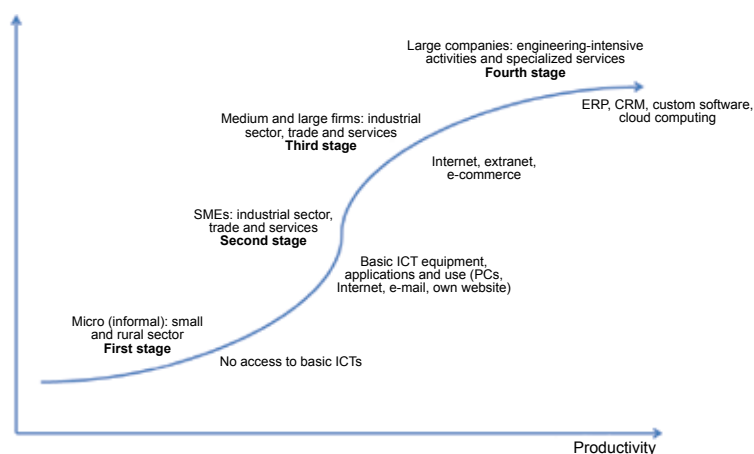 Large companies: engineering-intensive
activities and specialized services
Fourth stage
ERP, CRM, custom software,
cloud computing
Medium and large firms: industrial
sector, trade and services
Third stage
Internet, extranet,
e-commerce
SMEs: industrial sector,
trade and services
Second stage
Basic ICT equipment,
applications and use (PCs,
Internet, e-mail, own website)
Micro (informal): small
and rural sector
First stage
No access to basic ICTs
Productivity